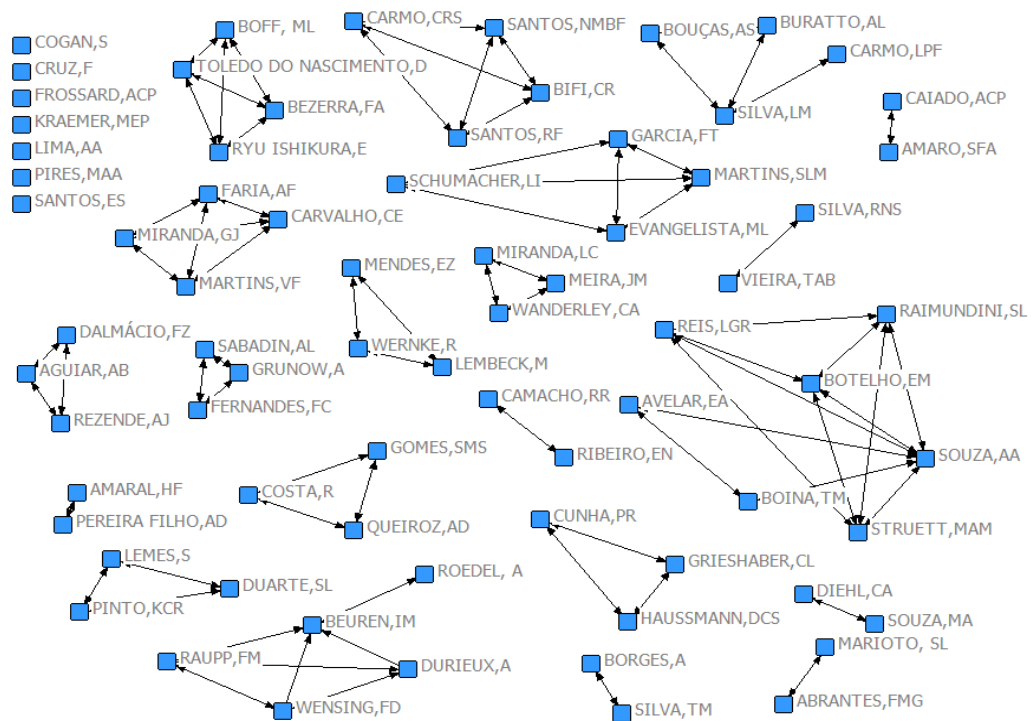 COGAN,S
CRUZ,F
FROSSARD,ACP
KRAEMER,MEP
LIMA,AA
PIRES,MAA
SANTOS,ES
BOFF, ML
TOLEDO DO NASCIMENTO,D
BEZERRA,FA
RYU ISHIKURA,E
CARMO,CRS
SANTOS,NMBF
BIFI,CR
SANTOS,RF
BOUÇAS,AS
BURATTO,AL
CARMO,LPF
SILVA,LM
CAIADO,ACP
AMARO,SFA
GARCIA,FT
SCHUMACHER,LI
MARTINS,SLM
EVANGELISTA,ML
FARIA,AF
CARVALHO,CE
MIRANDA,GJ
MARTINS,VF
SILVA,RNS
VIEIRA,TAB
MENDES,EZ
WERNKE,R
LEMBECK,M
MIRANDA,LC
MEIRA,JM
WANDERLEY,CA
RAIMUNDINI,SL
REIS,LGR
BOTELHO,EM
AVELAR,EA
SOUZA,AA
BOINA,TM
STRUETT,MAM
DALMÁCIO,FZ
AGUIAR,AB
REZENDE,AJ
SABADIN,AL
GRUNOW,A
FERNANDES,FC
CAMACHO,RR
RIBEIRO,EN
GOMES,SMS
COSTA,R
QUEIROZ,AD
AMARAL,HF
PEREIRA FILHO,AD
CUNHA,PR
GRIESHABER,CL
HAUSSMANN,DCS
LEMES,S
DUARTE,SL
PINTO,KCR
ROEDEL, A
BEUREN,IM
RAUPP,FM
DURIEUX,A
WENSING,FD
DIEHL,CA
SOUZA,MA
MARIOTO, SL
ABRANTES,FMG
BORGES,A
SILVA,TM